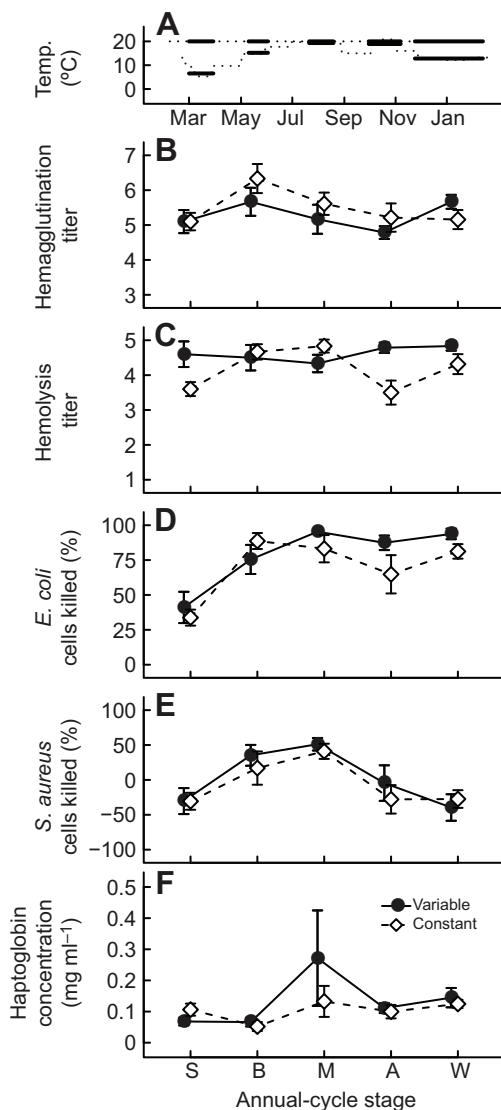 A
Temp.
(ºC)
20
10
0
Mar May Jul Sep Nov Jan
B
Hemagglutination
titer
7
6
5
4
3
C
Hemolysis
titer
5
4
3
2
1
D
E. coli
cells killed (%)
100
75
50
25
0
E
S. aureus
cells killed (%)
100
50
0
−50
−100
F
Haptoglobin
concentration
(mg ml−1)
0.5
0.4
0.3
0.2
0.1
0
Variable
Constant
S B M A W
Annual-cycle stage